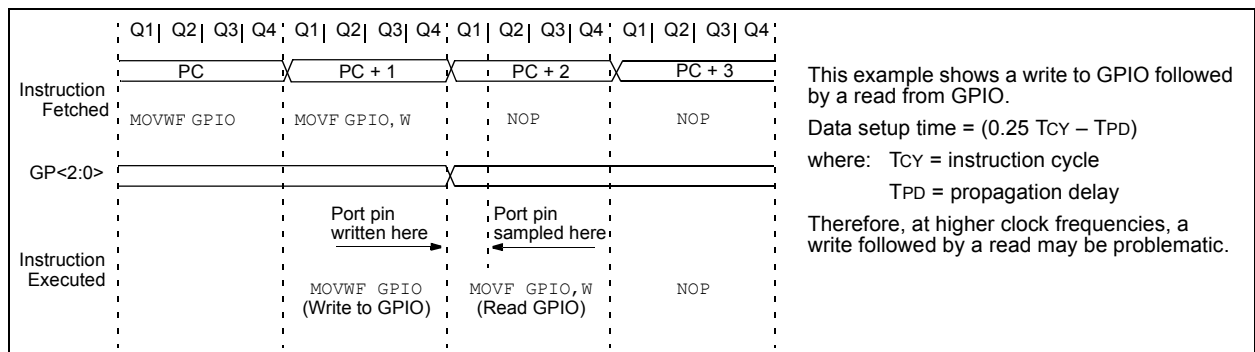 Q1| Q2| Q3| Q4 Q1| Q2| Q3| Q4 Q1| Q2| Q3| Q4 Q1| Q2| Q3| Q4
PC PC + 1 PC + 2 PC + 3
Instruction
Fetched
MOVWF GPIO MOVF GPIO, W NOP NOP
GP<2:0>
Port pin
written here
Port pin
sampled here
Instruction
Executed
MOVWF GPIO
(Write to GPIO)
MOVF GPIO,W
(Read GPIO)
NOP
This example shows a write to GPIO followed
by a read from GPIO.
Data setup time = (0.25 TCY – TPD)
where: TCY = instruction cycle
TPD = propagation delay
Therefore, at higher clock frequencies, a
write followed by a read may be problematic.